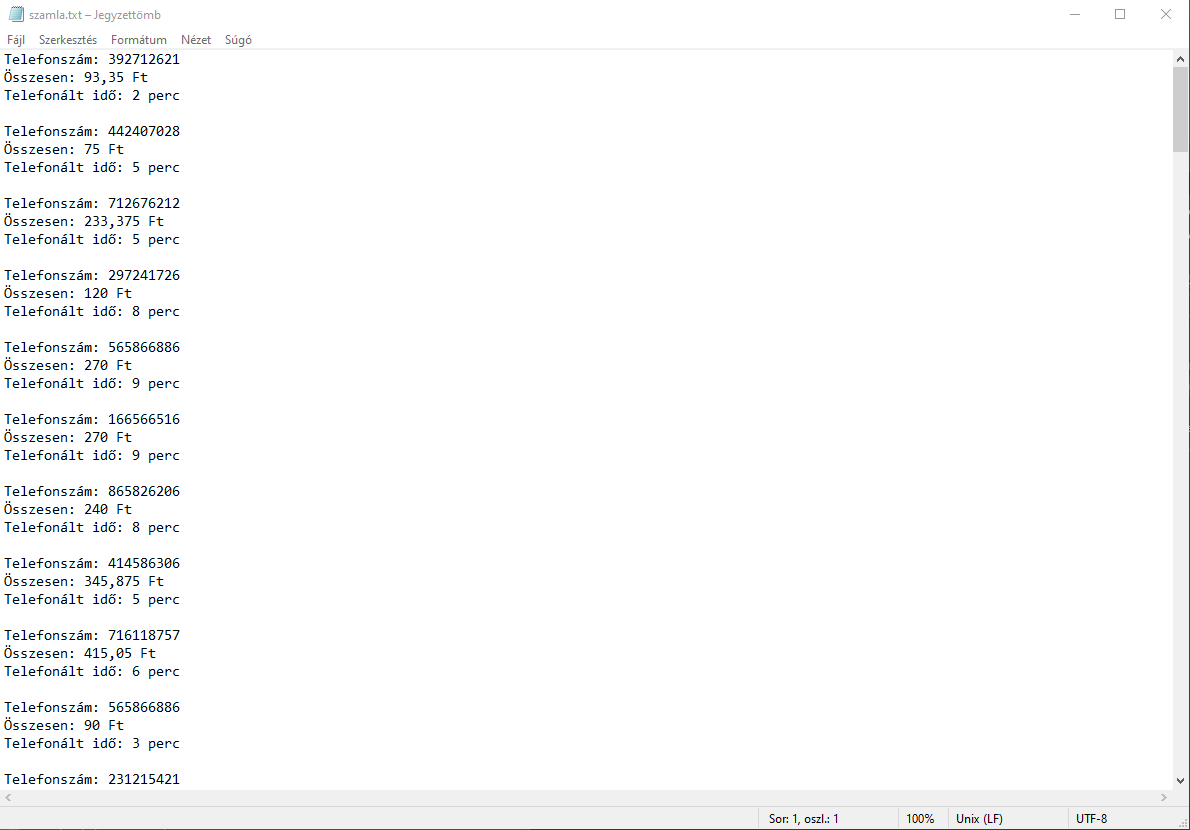 szamla.txt – Jegyzettömb
Fájl Szerkesztés Formátum Nézet Súgó
Telefonszám: 392712621
Összesen: 93,35 Ft
Telefonált idő: 2 perc
Telefonszám: 442407028
Összesen: 75 Ft
Telefonált idő: 5 perc
Telefonszám: 712676212
Összesen: 233,375 Ft
Telefonált idő: 5 perc
Telefonszám: 297241726
Összesen: 120 Ft
Telefonált idő: 8 perc
Telefonszám: 565866886
Összesen: 270 Ft
Telefonált idő: 9 perc
Telefonszám: 166566516
Összesen: 270 Ft
Telefonált idő: 9 perc
Telefonszám: 865826206
Összesen: 240 Ft
Telefonált idő: 8 perc
Telefonszám: 414586306
Összesen: 345,875 Ft
Telefonált idő: 5 perc
Telefonszám: 716118757
Összesen: 415,05 Ft
Telefonált idő: 6 perc
Telefonszám: 565866886
Összesen: 90 Ft
Telefonált idő: 3 perc
Telefonszám: 231215421
Sor: 1, oszl.: 1 100% Unix (LF) UTF-8